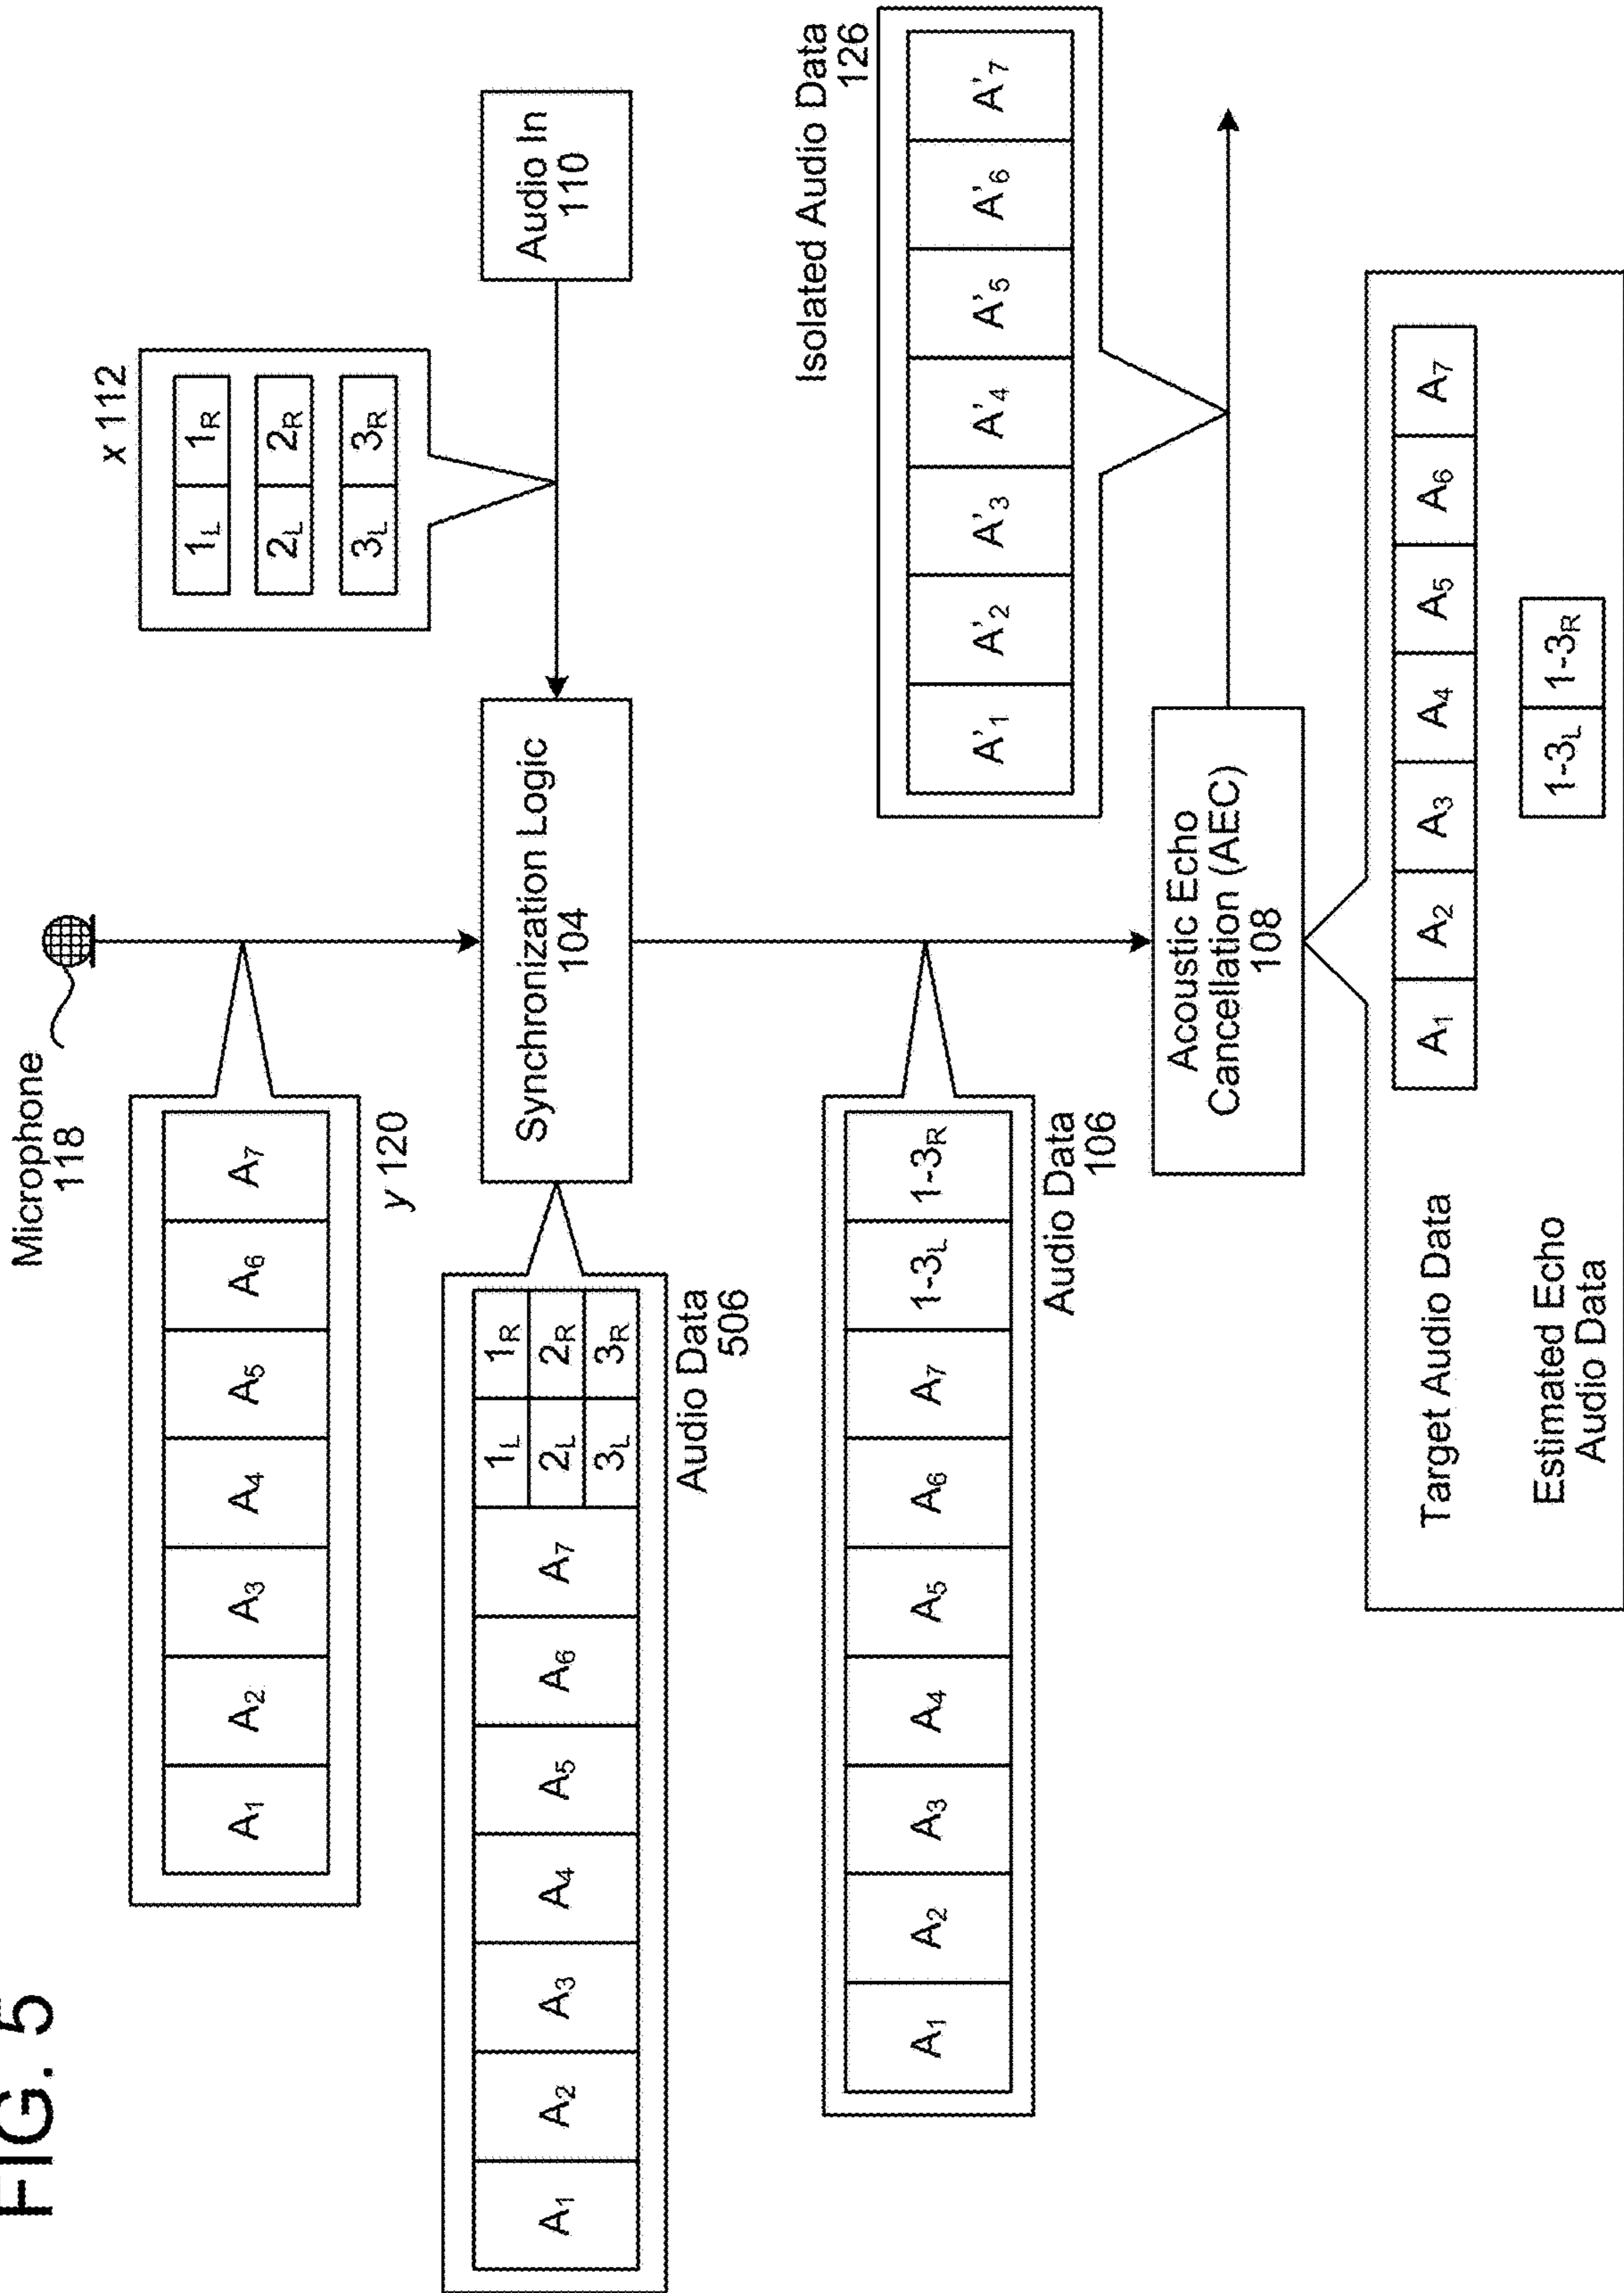 FIG. 5
Microphone
118
A1 A2 A3 A4 A5 A6 A7
y 120
x 112
1L 1R
2L 2R
3L 3R
Audio In
110
Synchronization Logic
104
A1 A2 A3 A4 A5 A6 A7 1L 1R
2L 2R
3L 3R
Audio Data
506
A1 A2 A3 A4 A5 A6 A7 1-3L 1-3R
Audio Data
106
Isolated Audio Data
126
A'1 A'2 A'3 A'4 A'5 A'6 A'7
Acoustic Echo
Cancellation (AEC)
108
Target Audio Data A1 A2 A3 A4 A5 A6 A7
Estimated Echo
Audio Data
1-3L 1-3R